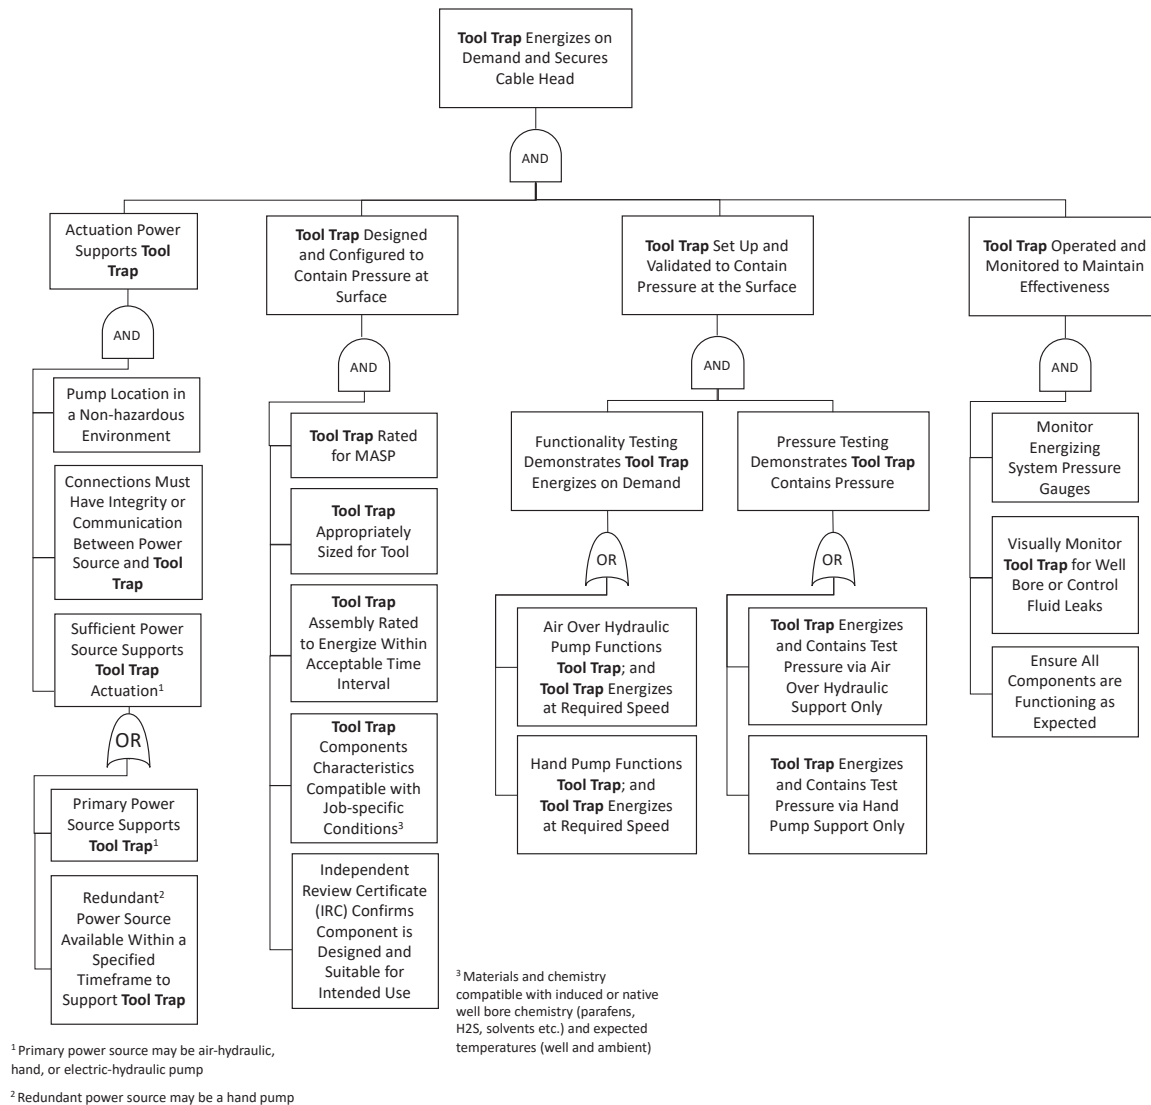 Tool Trap Energizes on
Demand and Secures
Cable Head
AND
Actuation Power
Supports Tool
Trap
AND
Pump Location in
a Non-hazardous
Environment
Connections Must
Have Integrity or
Communication
Between Power
Source and Tool
Trap
Sufficient Power
Source Supports
Tool Trap
Actuation1
OR
Primary Power
Source Supports
Tool Trap1
Redundant2
Power Source
Available Within a
Specified
Timeframe to
Support Tool Trap
Tool Trap Designed
and Configured to
Contain Pressure at
Surface
AND
Tool Trap Rated
for MASP
Tool Trap
Appropriately
Sized for Tool
Tool Trap
Assembly Rated
to Energize Within
Acceptable Time
Interval
Tool Trap
Components
Characteristics
Compatible with
Job-specific
Conditions3
Independent
Review Certificate
(IRC) Confirms
Component is
Designed and
Suitable for
Intended Use
Tool Trap Set Up and
Validated to Contain
Pressure at the Surface
AND
Functionality Testing
Demonstrates Tool Trap
Energizes on Demand
OR
Air Over Hydraulic
Pump Functions
Tool Trap; and
Tool Trap Energizes
at Required Speed
Hand Pump Functions
Tool Trap; and
Tool Trap Energizes
at Required Speed
Pressure Testing
Demonstrates Tool Trap
Contains Pressure
OR
Tool Trap Energizes
and Contains Test
Pressure via Air
Over Hydraulic
Support Only
Tool Trap Energizes
and Contains Test
Pressure via Hand
Pump Support Only
Tool Trap Operated and
Monitored to Maintain
Effectiveness
AND
Monitor
Energizing
System Pressure
Gauges
Visually Monitor
Tool Trap for Well
Bore or Control
Fluid Leaks
Ensure All
Components are
Functioning as
Expected
3 Materials and chemistry
compatible with induced or native
well bore chemistry (parafens,
H2S, solvents etc.) and expected
temperatures (well and ambient)
1 Primary power source may be air-hydraulic,
hand, or electric-hydraulic pump
2 Redundant power source may be a hand pump